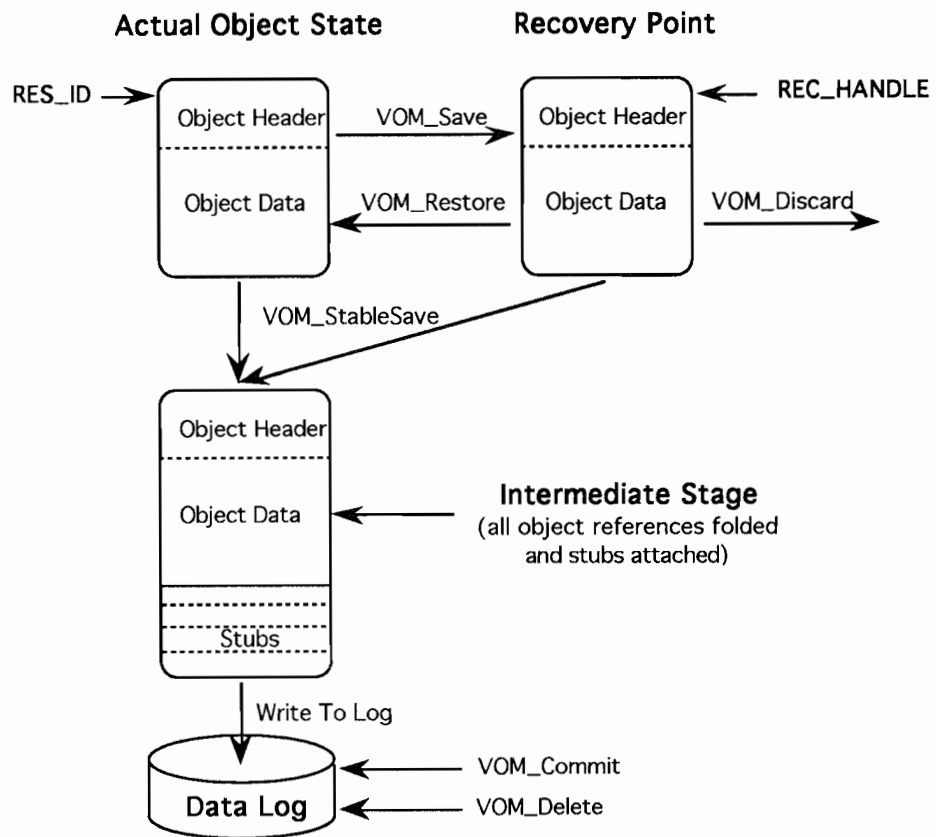 Actual Object State
Recovery Point
RES_ID
REC_HANDLE
Object Header
VOM_Save
Object Header
Object Data
VOM_Restore
Object Data
VOM_Discard
VOM_StableSave
Object Header
Object Data
Intermediate Stage
(all object references folded
and stubs attached)
Stubs
Write To Log
VOM_Commit
Data Log
VOM_Delete